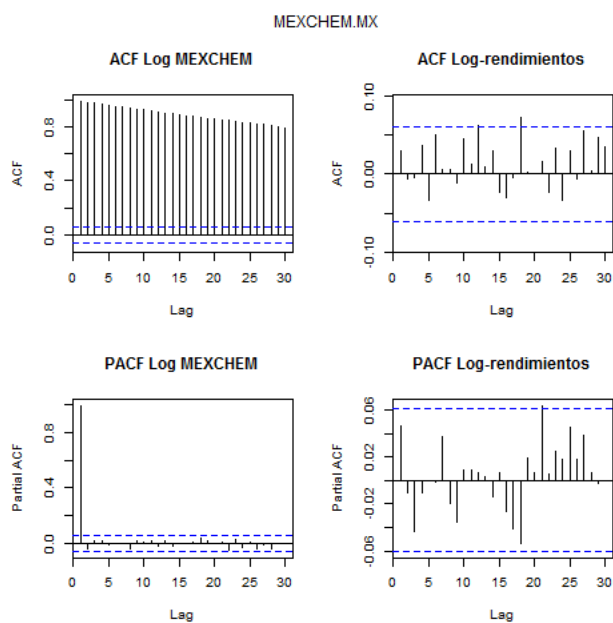 MEXCHEM.MX
ACF Log MEXCHEM
ACF
0.0 0.4 0.8
0 5 10 15 20 25 30
Lag
ACF Log-rendimientos
ACF
-0.10 0.00 0.10
0 5 10 15 20 25 30
Lag
PACF Log MEXCHEM
Partial ACF
0.0 0.4 0.8
0 5 10 15 20 25 30
Lag
PACF Log-rendimientos
Partial ACF
-0.06 -0.02 0.02 0.06
0 5 10 15 20 25 30
Lag